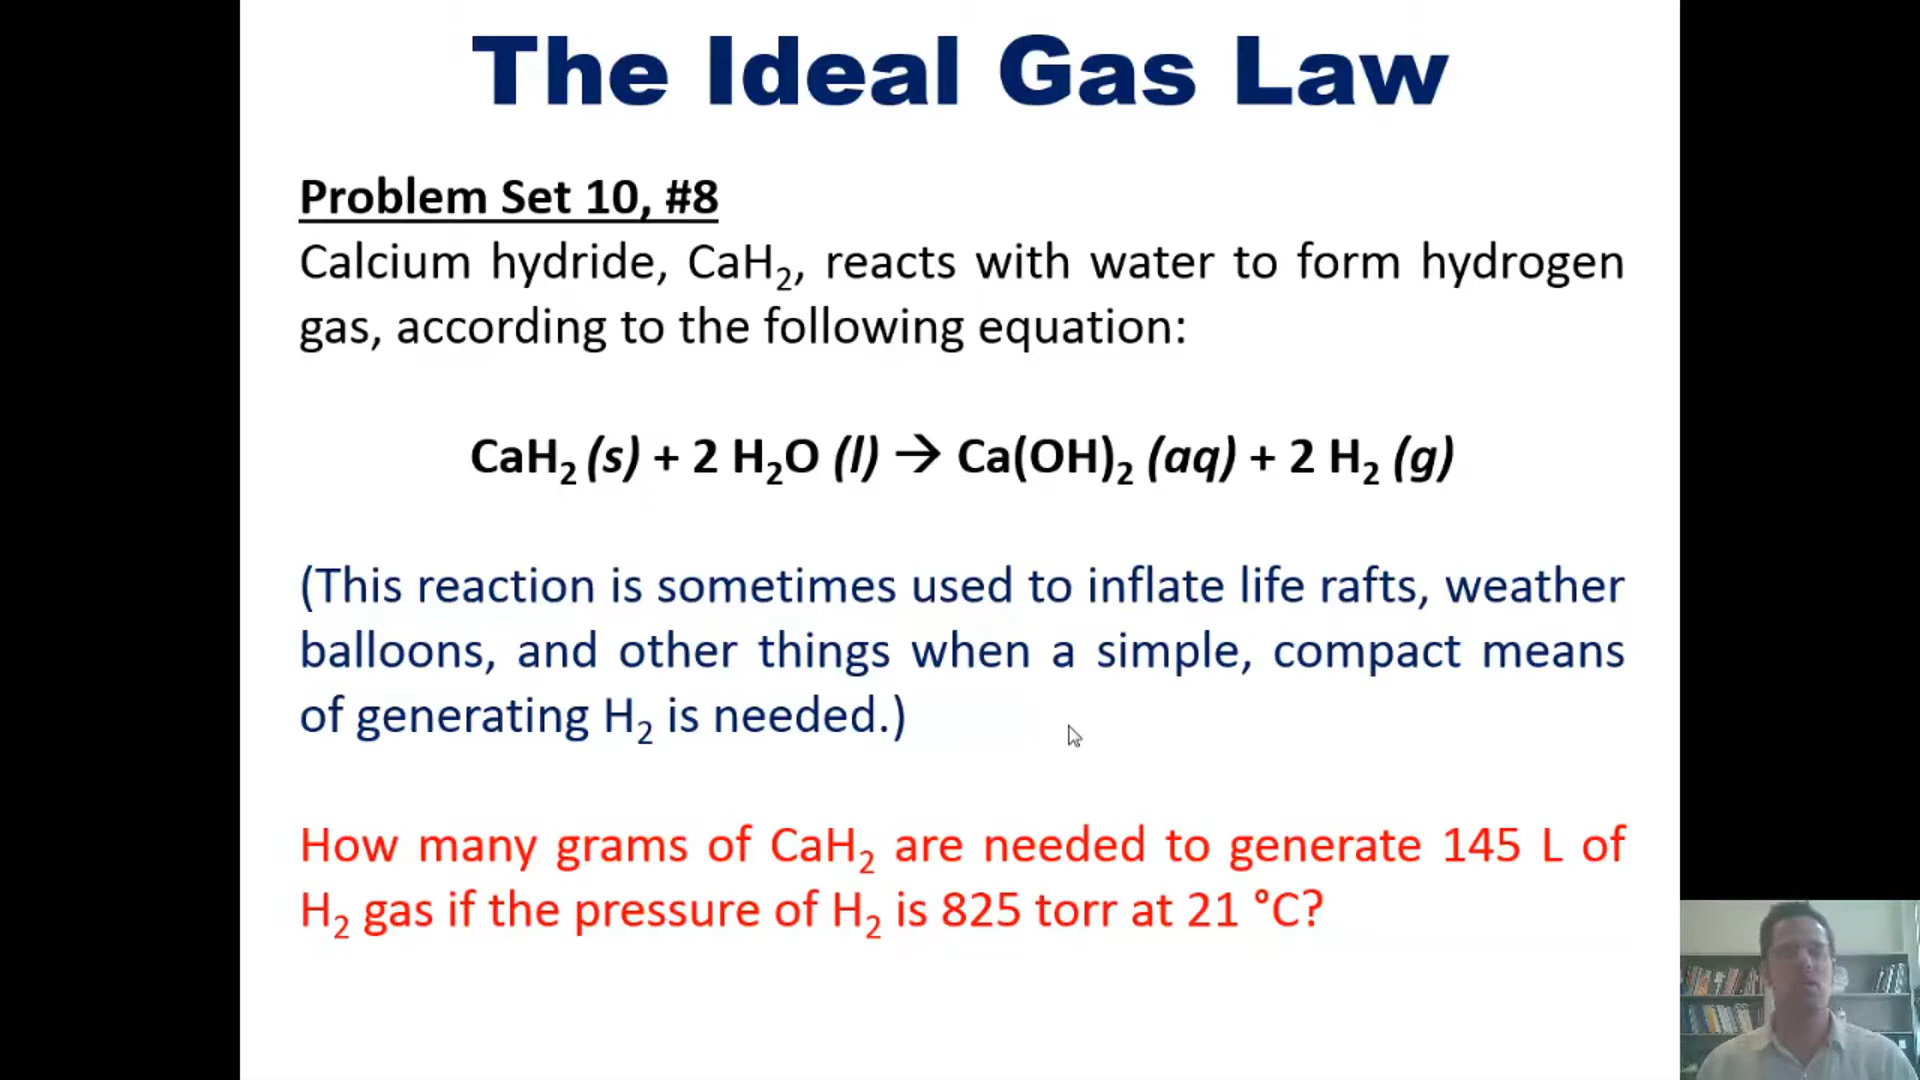 The Ideal Gas Law
Problem Set 10, #8
Calcium hydride, CaH₂, reacts with water to form hydrogen
gas, according to the following equation:
CaH₂ (s) + 2 H₂O (l) → Ca(OH)₂ (aq) + 2 H₂ (g)
(This reaction is sometimes used to inflate life rafts, weather
balloons, and other things when a simple, compact means
of generating H₂ is needed.)
How many grams of CaH₂ are needed to generate 145 L of
H₂ gas if the pressure of H₂ is 825 torr at 21 °C?